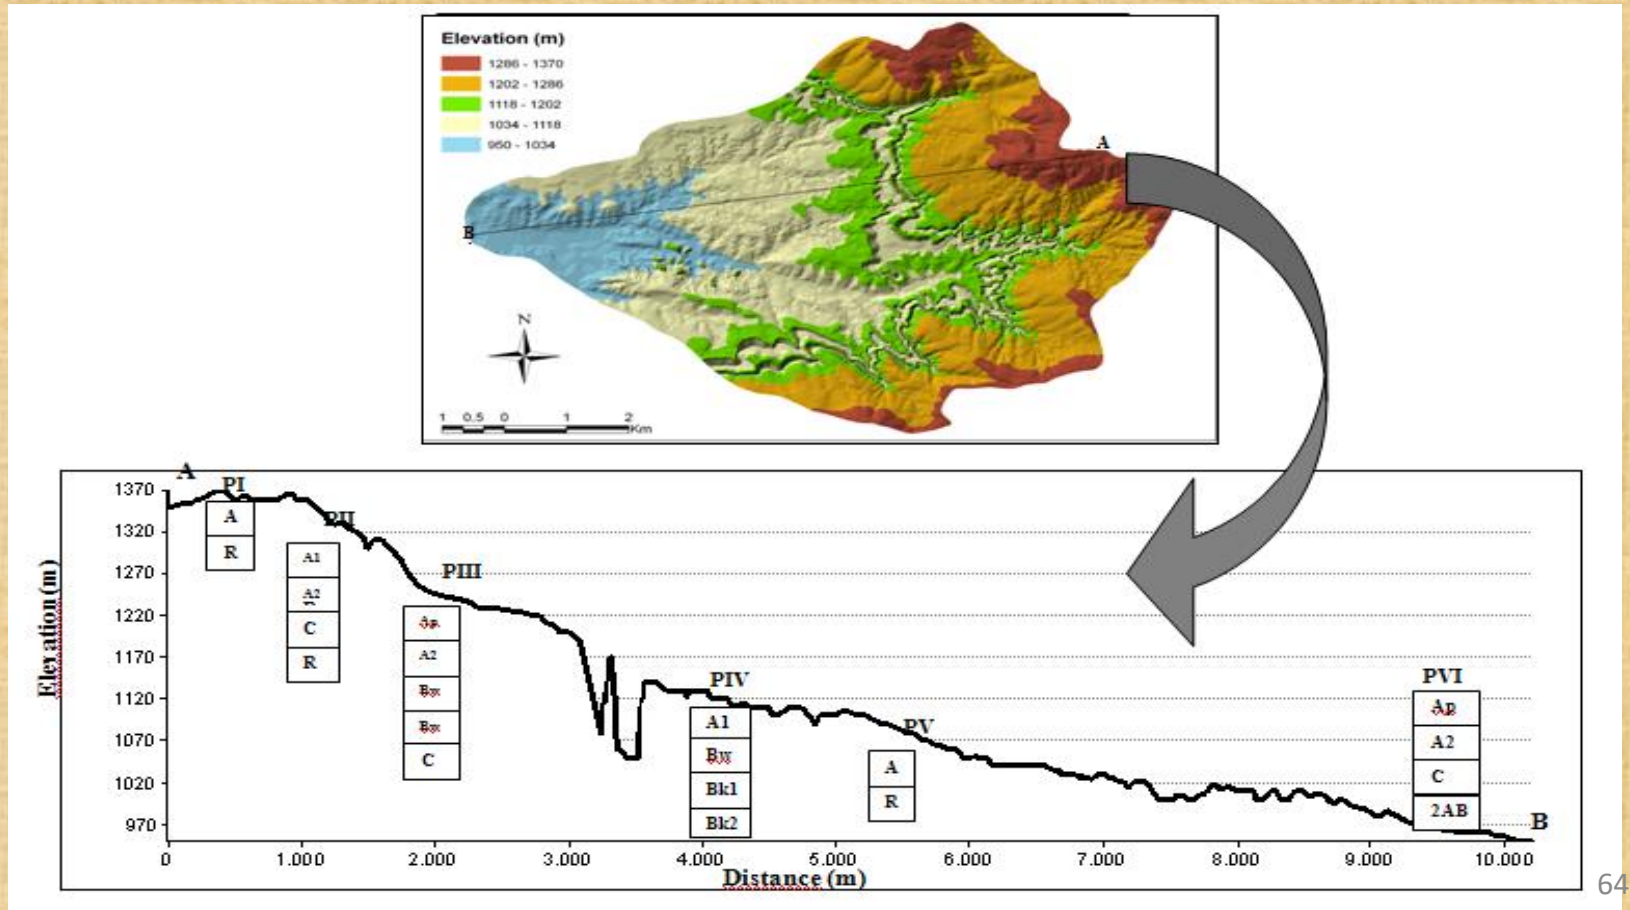 Elevation (m)
1286 - 1370
1202 - 1286
1118 - 1202
1034 - 1118
950 - 1034
A
B
N
1 0.5 0 1 2
Km
A
1370
1320
1270
1220
1170
1120
1070
1020
970
Elevation (m)
PI
A
R
PII
A1
A2
C
R
PIII
Ap
A2
Bw
Bw
C
PIV
A1
Bw
Bk1
Bk2
PV
A
R
PVI
Ap
A2
C
2AB
B
0 1.000 2.000 3.000 4.000 5.000 6.000 7.000 8.000 9.000 10.000
Distance (m)
64